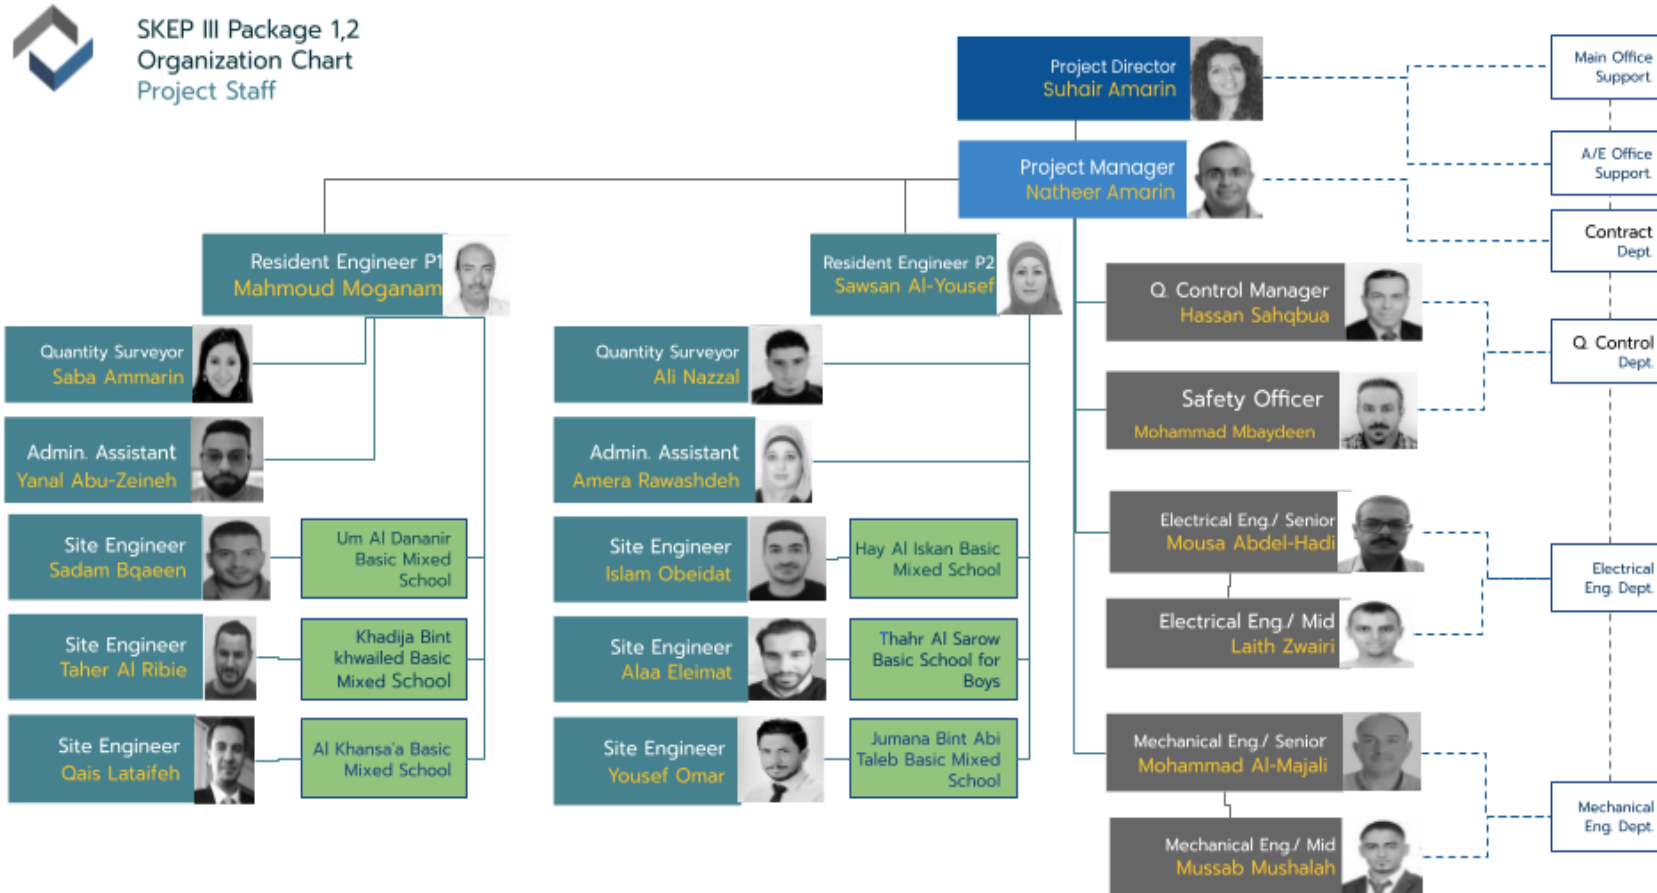 SKEP III Package 1,2
Organization Chart
Project Staff
Project Director
Suhair Amarin
Project Manager
Natheer Amarin
Main Office
Support
A/E Office
Support
Contract
Dept.
Q. Control
Dept.
Electrical
Eng. Dept.
Mechanical
Eng. Dept.
Resident Engineer P1
Mahmoud Moganam
Quantity Surveyor
Saba Ammarin
Admin. Assistant
Yanal Abu-Zeineh
Site Engineer
Sadam Bqaeen
Um Al Dananir
Basic Mixed
School
Site Engineer
Taher Al Ribie
Khadija Bint
khwailed Basic
Mixed School
Site Engineer
Qais Lataifeh
Al Khansa'a Basic
Mixed School
Resident Engineer P2
Sawsan Al-Yousef
Quantity Surveyor
Ali Nazzal
Admin. Assistant
Amera Rawashdeh
Site Engineer
Islam Obeidat
Hay Al Iskan Basic
Mixed School
Site Engineer
Alaa Eleimat
Thahr Al Sarow
Basic School for
Boys
Site Engineer
Yousef Omar
Jumana Bint Abi
Taleb Basic Mixed
School
Q. Control Manager
Hassan Sahqbua
Safety Officer
Mohammad Mbaydeen
Electrical Eng./ Senior
Mousa Abdel-Hadi
Electrical Eng./ Mid
Laith Zwairi
Mechanical Eng./ Senior
Mohammad Al-Majali
Mechanical Eng./ Mid
Mussab Mushalah